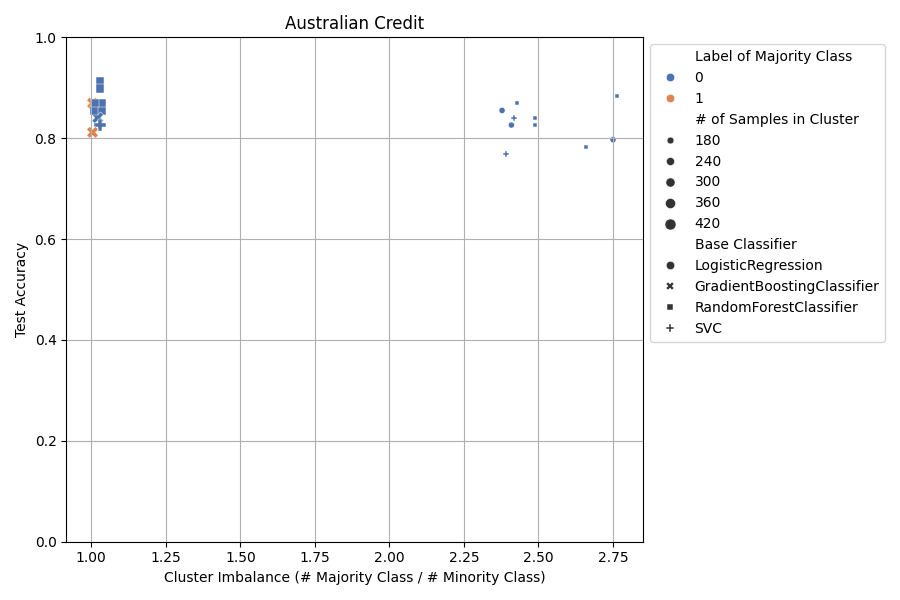 Australian Credit
1.0
0.8
0.6
0.4
0.2
0.0
Test Accuracy
1.00 1.25 1.50 1.75 2.00 2.25 2.50 2.75
Cluster Imbalance (# Majority Class / # Minority Class)
Label of Majority Class
0
1
# of Samples in Cluster
180
240
300
360
420
Base Classifier
LogisticRegression
GradientBoostingClassifier
RandomForestClassifier
SVC